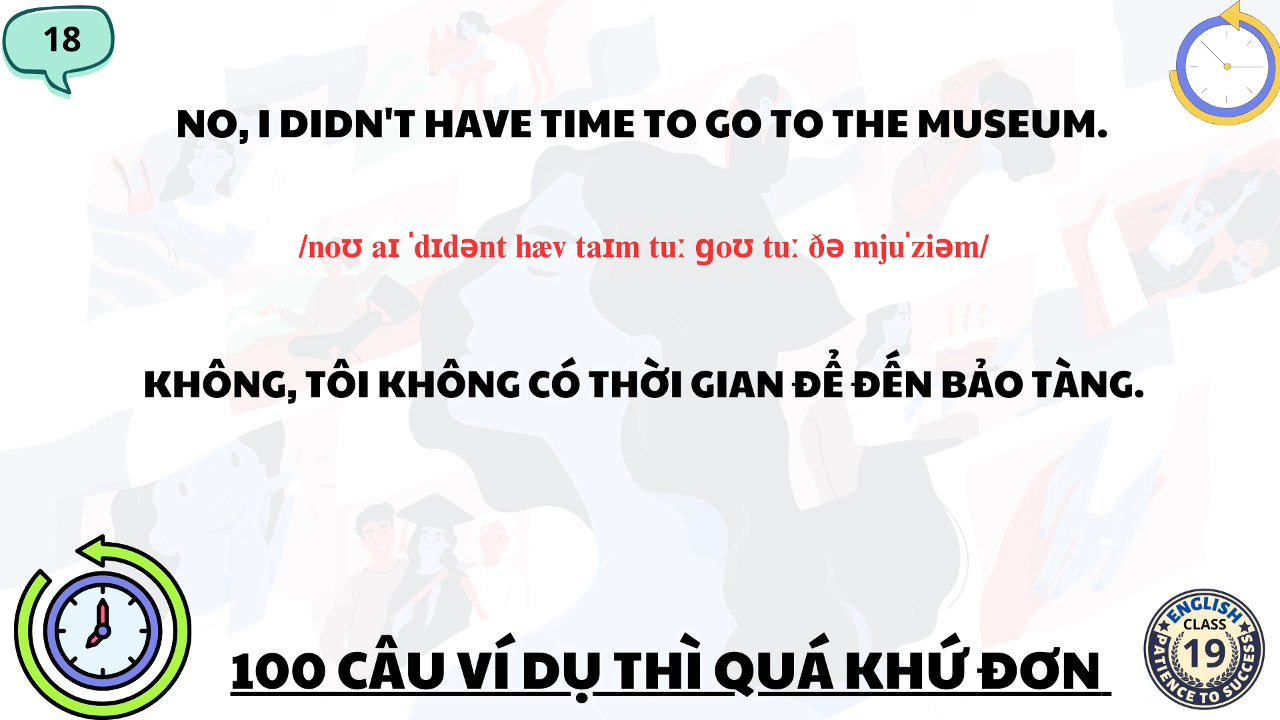 18
NO, I DIDN'T HAVE TIME TO GO TO THE MUSEUM.
/noʊ aɪ ˈdɪdənt hæv taɪm tuː ɡoʊ tuː ðə mjuˈziəm/
KHÔNG, TÔI KHÔNG CÓ THỜI GIAN ĐỂ ĐẾN BẢO TÀNG.
100 CÂU VÍ DỤ THÌ QUÁ KHỨ ĐƠN
ENGLISH
CLASS
19
PATIENCE TO SUCCESS